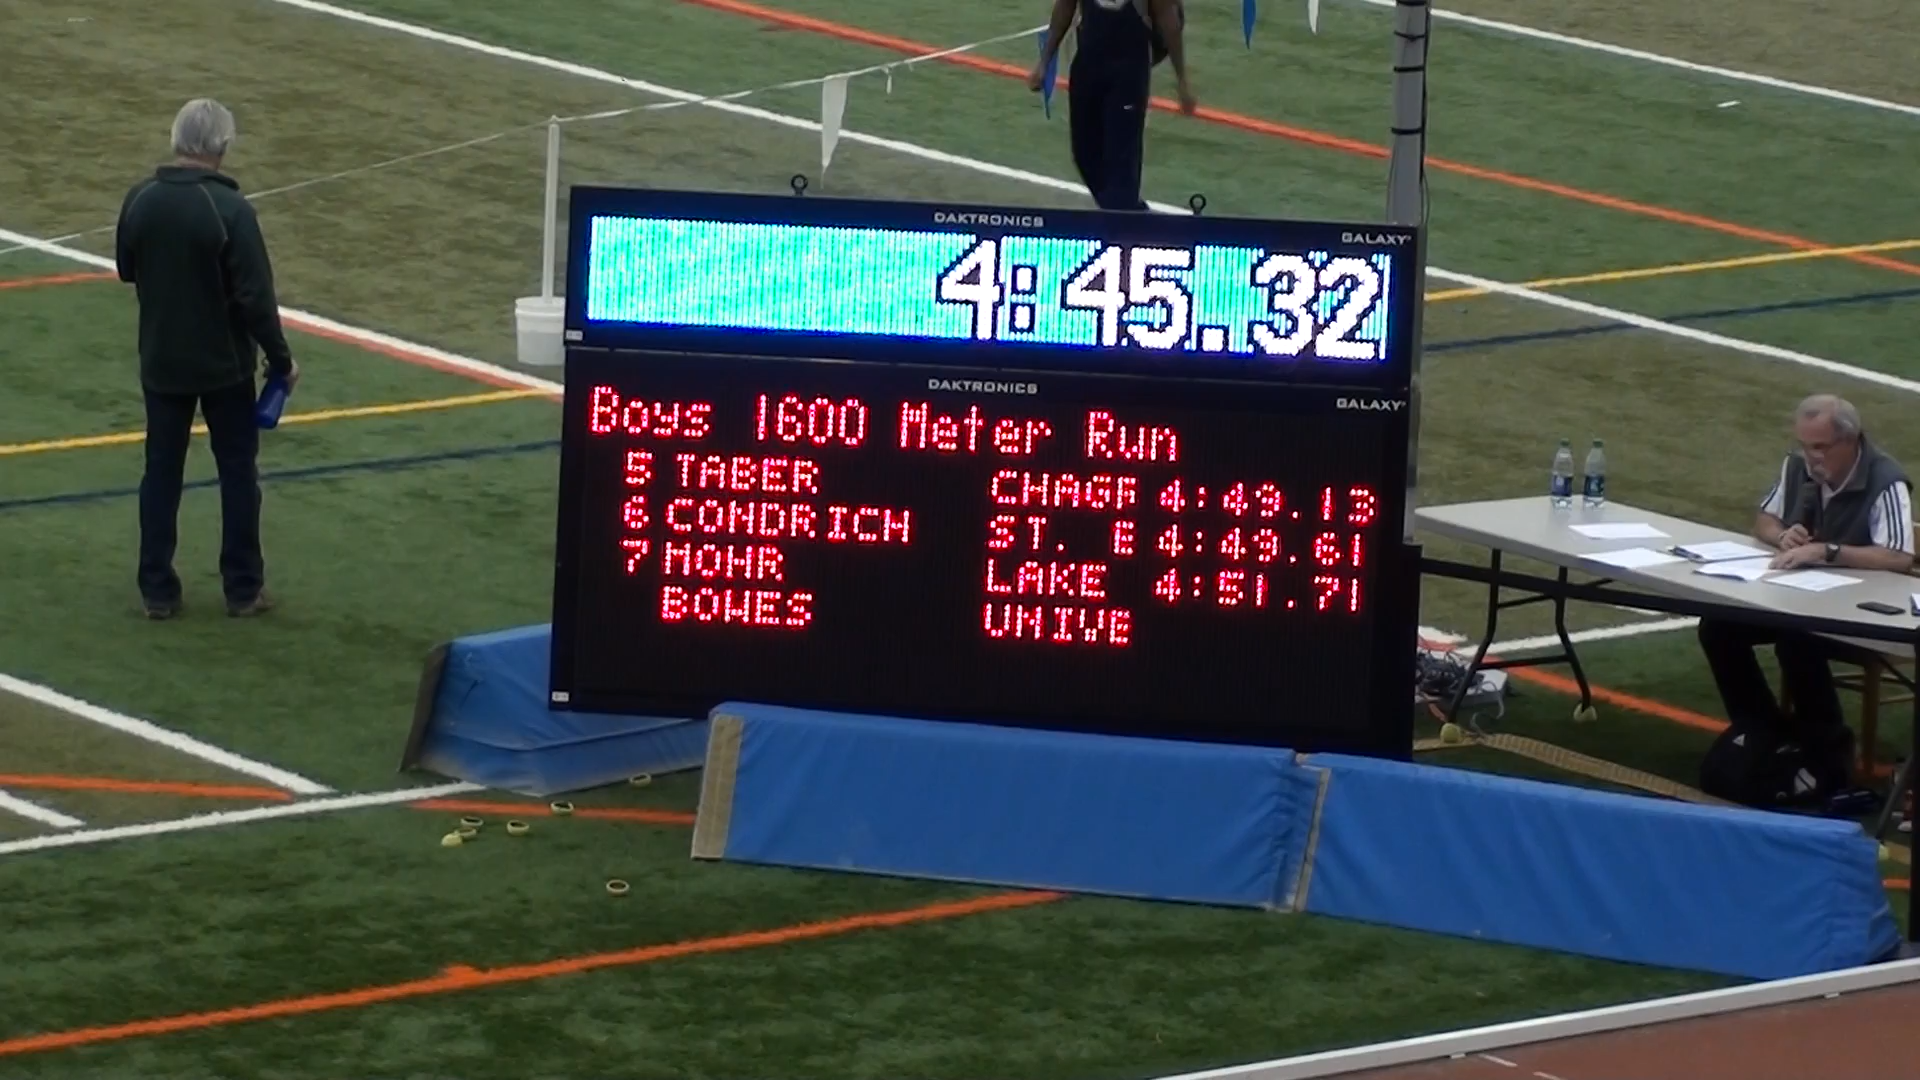 DAKTRONICS
GALAXY
4:45.32
DAKTRONICS
GALAXY
Boys 1600 Meter Run
5 TABER CHAGR 4:49.13
6 CONDRICH ST. E 4:49.61
7 MOHR LAKE 4:51.71
BOWES UNIVE